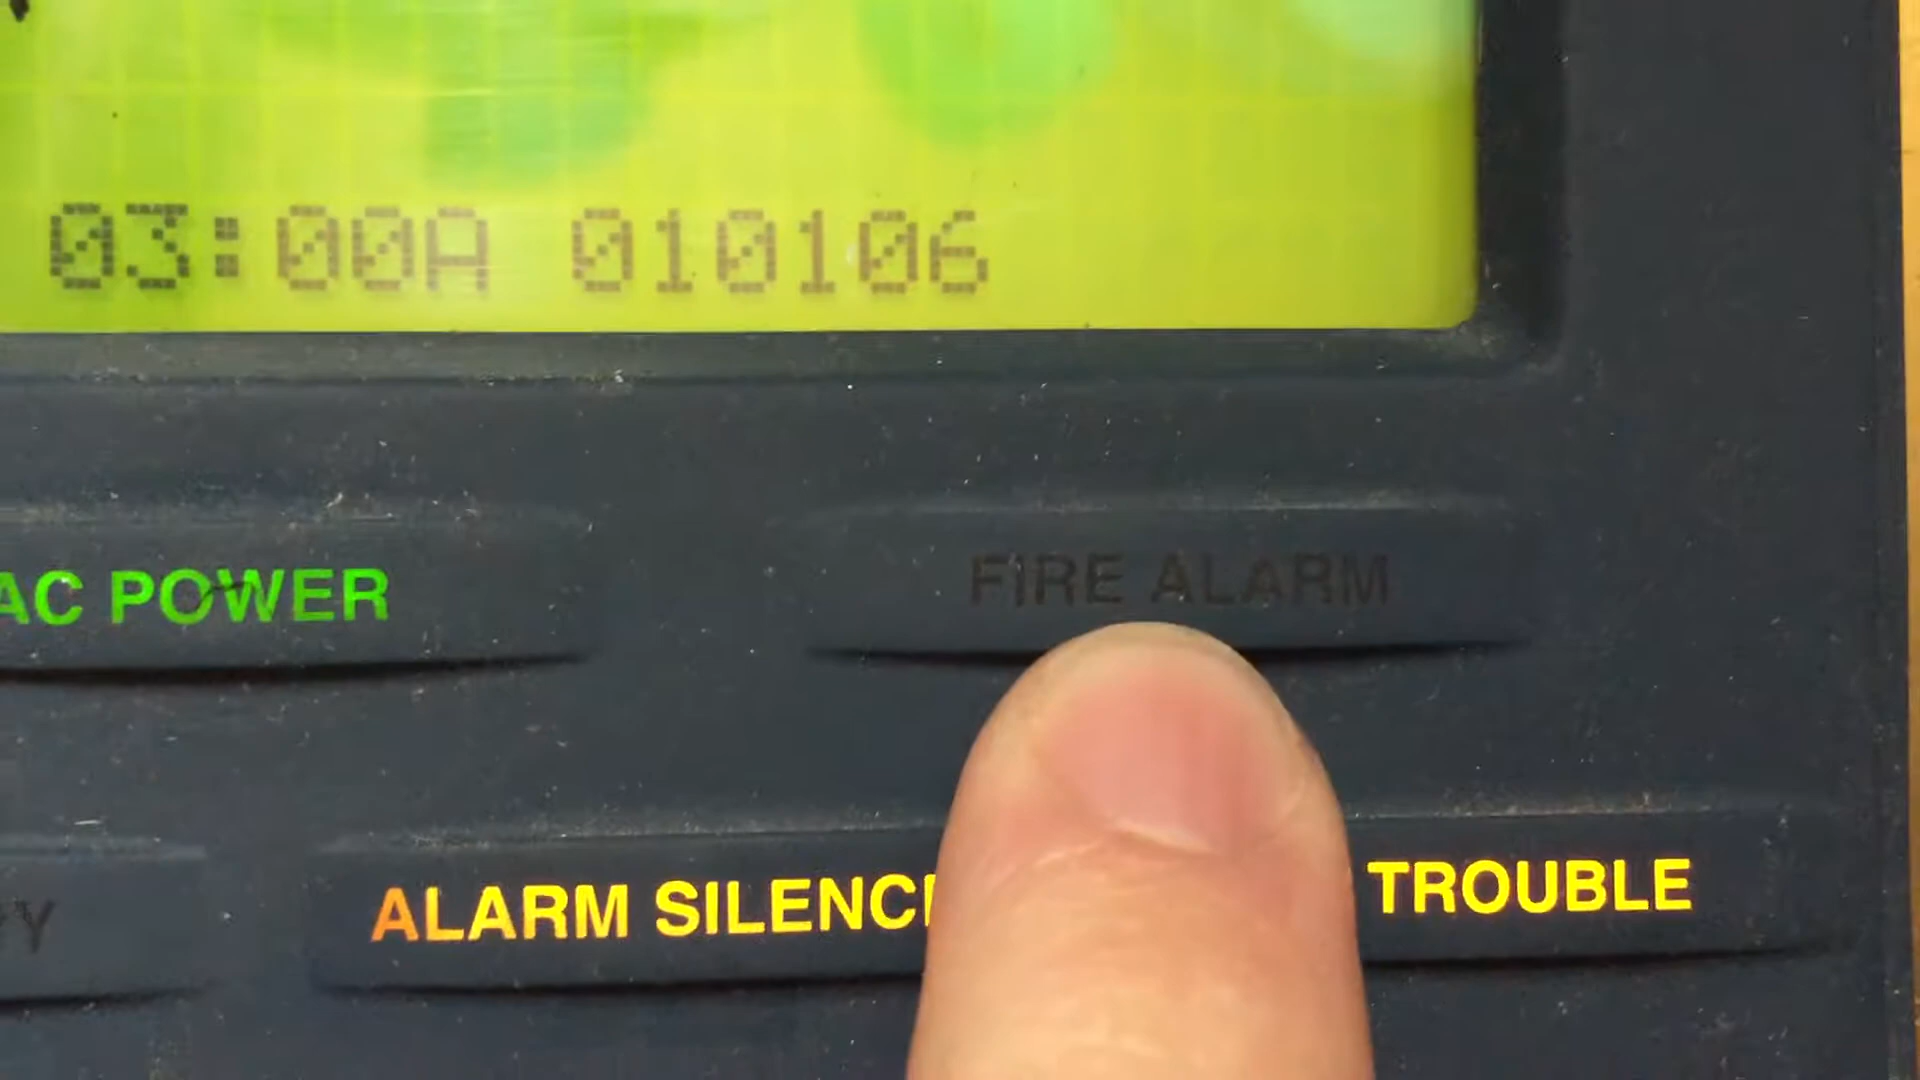 03:00A 010106
AC POWER
FIRE ALARM
ALARM SILENC
TROUBLE